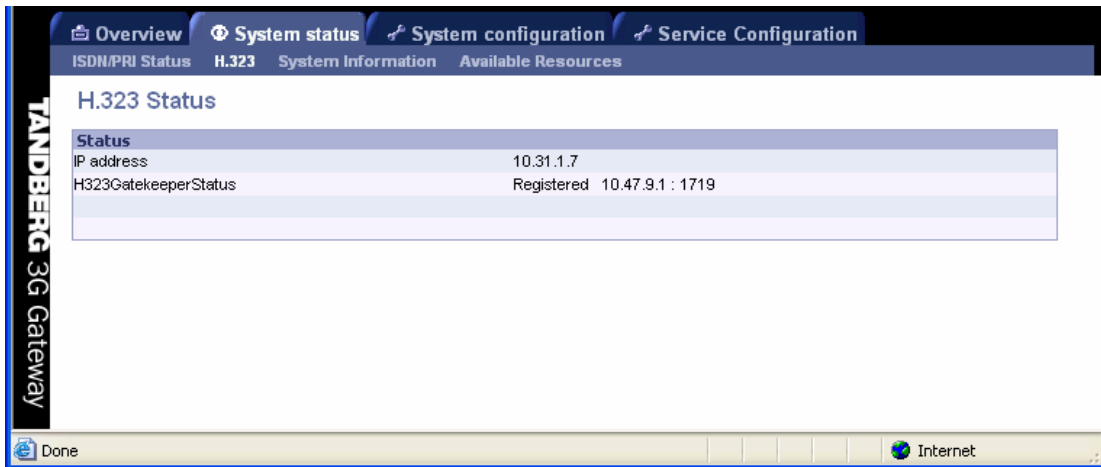 Overview System status System configuration Service Configuration
ISDN/PRI Status H.323 System Information Available Resources
TANDBERG 3G Gateway
H.323 Status
Status
IP address 10.31.1.7
H323GatekeeperStatus Registered 10.47.9.1 : 1719
Done Internet